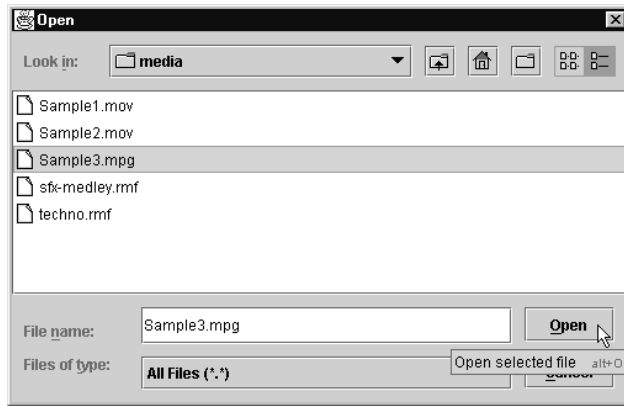 Open
Look in: media
Sample1.mov
Sample2.mov
Sample3.mpg
sfx-medley.rmf
techno.rmf
File name: Sample3.mpg Open
Open selected file alt+O
Files of type: All Files (*.*)